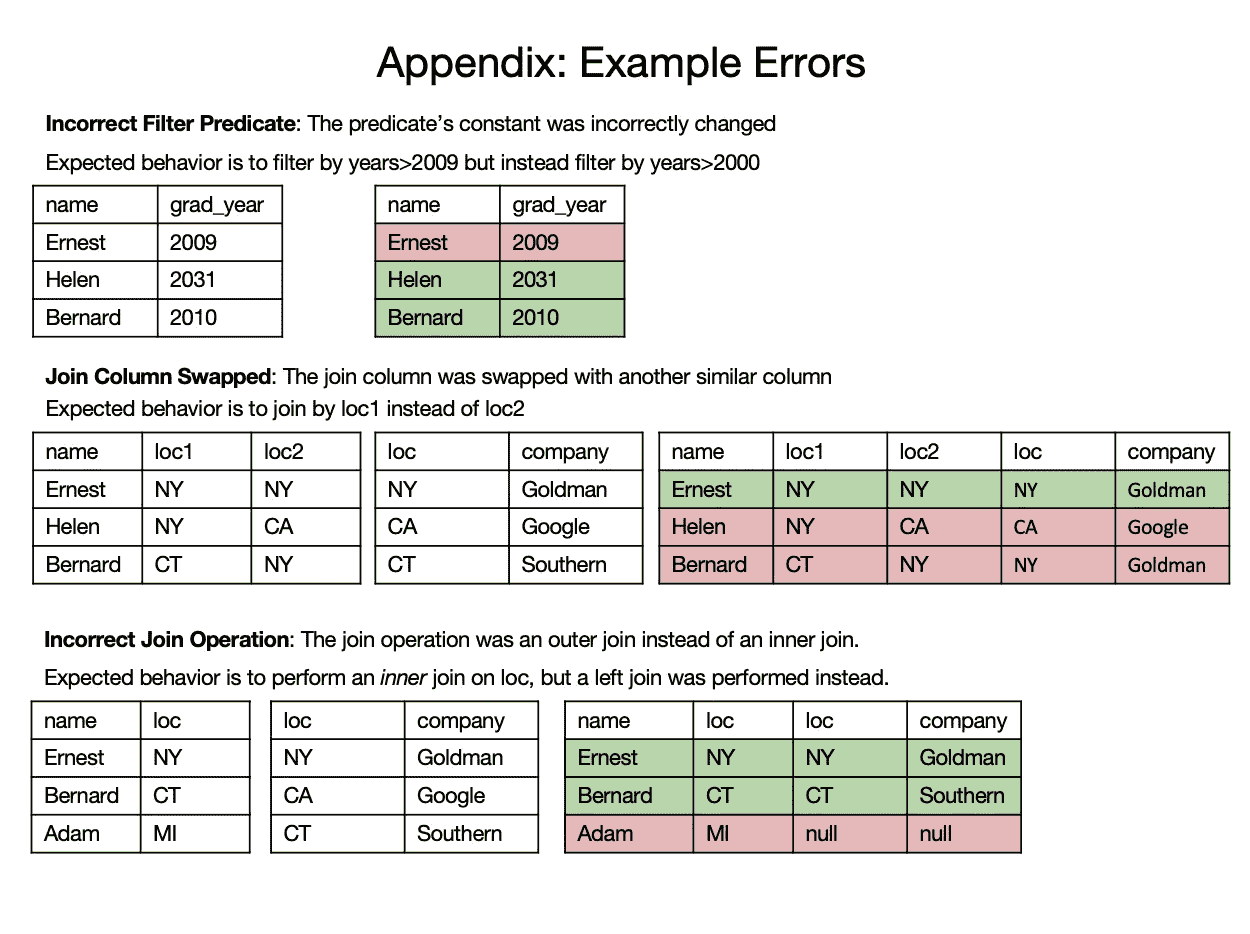 Appendix: Example Errors
Incorrect Filter Predicate: The predicate's constant was incorrectly changed
Expected behavior is to filter by years>2009 but instead filter by years>2000
name grad_year name grad_year
Ernest 2009 Ernest 2009
Helen 2031 Helen 2031
Bernard 2010 Bernard 2010
Join Column Swapped: The join column was swapped with another similar column
Expected behavior is to join by loc1 instead of loc2
name loc1 loc2 loc company name loc1 loc2 loc company
Ernest NY NY NY Goldman Ernest NY NY NY Goldman
Helen NY CA CA Google Helen NY CA CA Google
Bernard CT NY CT Southern Bernard CT NY NY Goldman
Incorrect Join Operation: The join operation was an outer join instead of an inner join.
Expected behavior is to perform an inner join on loc, but a left join was performed instead.
name loc loc company name loc loc company
Ernest NY NY Goldman Ernest NY NY Goldman
Bernard CT CA Google Bernard CT CT Southern
Adam MI CT Southern Adam MI null null